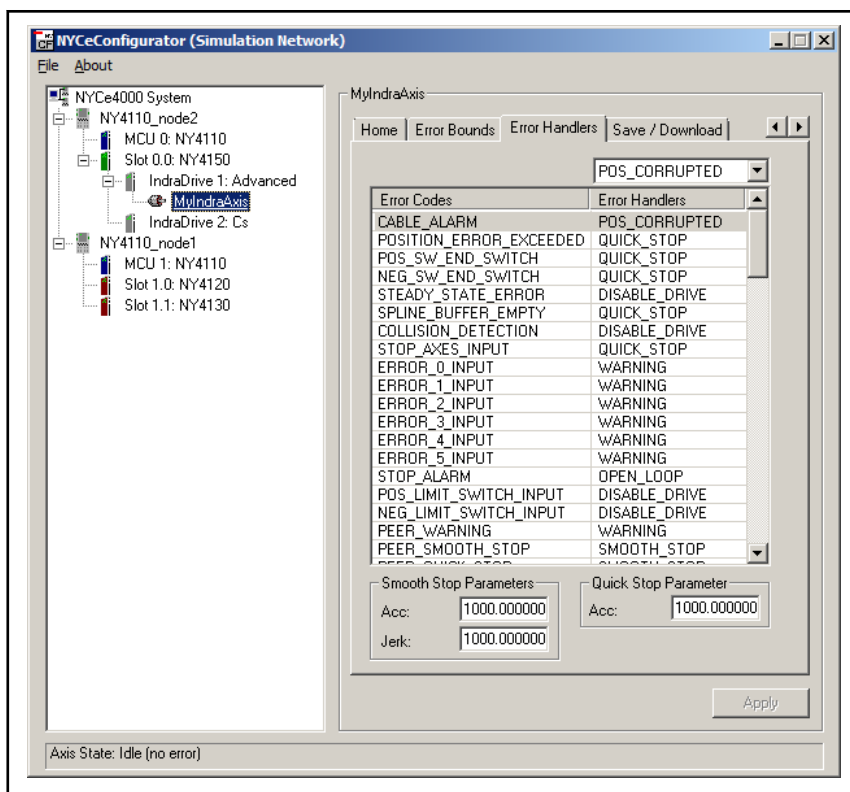 NYCeConfigurator (Simulation Network)
File About
NYCe4000 System
NY4110_node2
MCU 0: NY4110
Slot 0.0: NY4150
IndraDrive 1: Advanced
MyIndraAxis
IndraDrive 2: Cs
NY4110_node1
MCU 1: NY4110
Slot 1.0: NY4120
Slot 1.1: NY4130
MyIndraAxis
Home Error Bounds Error Handlers Save / Download
POS_CORRUPTED
Error Codes Error Handlers
CABLE_ALARM POS_CORRUPTED
POSITION_ERROR_EXCEEDED QUICK_STOP
POS_SW_END_SWITCH QUICK_STOP
NEG_SW_END_SWITCH QUICK_STOP
STEADY_STATE_ERROR DISABLE_DRIVE
SPLINE_BUFFER_EMPTY QUICK_STOP
COLLISION_DETECTION DISABLE_DRIVE
STOP_AXES_INPUT QUICK_STOP
ERROR_0_INPUT WARNING
ERROR_1_INPUT WARNING
ERROR_2_INPUT WARNING
ERROR_3_INPUT WARNING
ERROR_4_INPUT WARNING
ERROR_5_INPUT WARNING
STOP_ALARM OPEN_LOOP
POS_LIMIT_SWITCH_INPUT DISABLE_DRIVE
NEG_LIMIT_SWITCH_INPUT DISABLE_DRIVE
PEER_WARNING WARNING
PEER_SMOOTH_STOP SMOOTH_STOP
Smooth Stop Parameters Quick Stop Parameter
Acc: 1000.000000 Acc: 1000.000000
Jerk: 1000.000000
Apply
Axis State: Idle (no error)